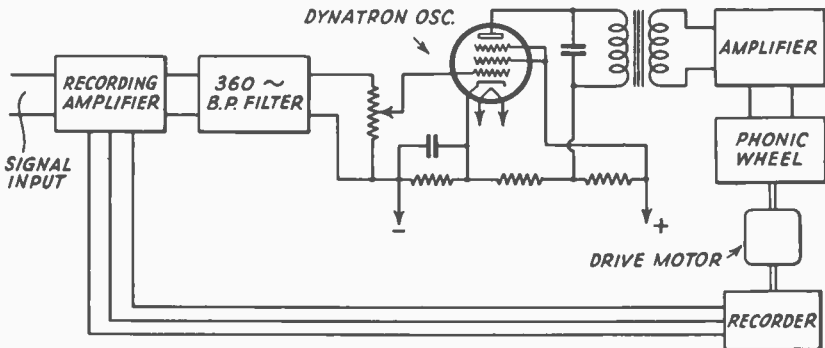 DYNATRON OSC.
RECORDING
AMPLIFIER
360 ~
B.P. FILTER
AMPLIFIER
SIGNAL
INPUT
PHONIC
WHEEL
-
+
DRIVE MOTOR
RECORDER